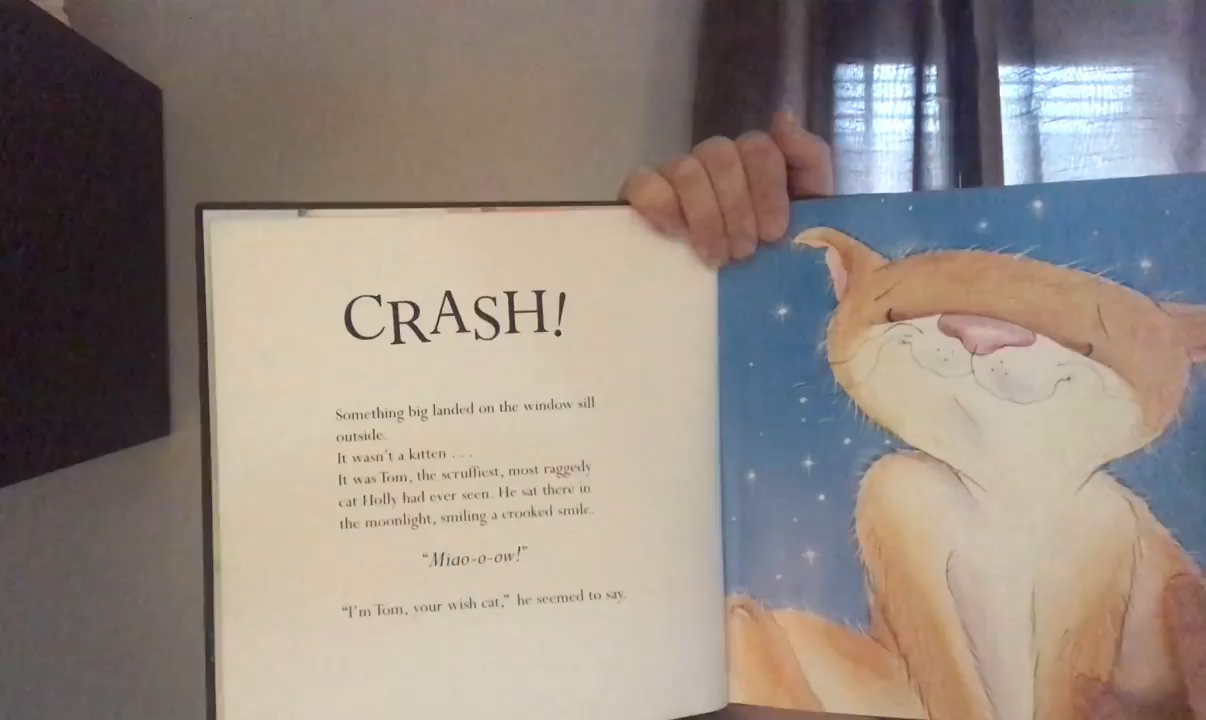 CRASH!
Something big landed on the window sill
outside.
It wasn't a kitten . . .
It was Tom, the scruffiest, most raggedy
cat Holly had ever seen. He sat there in
the moonlight, smiling a crooked smile.
"Miao-o-ow!"
"I'm Tom, your wish cat," he seemed to say.